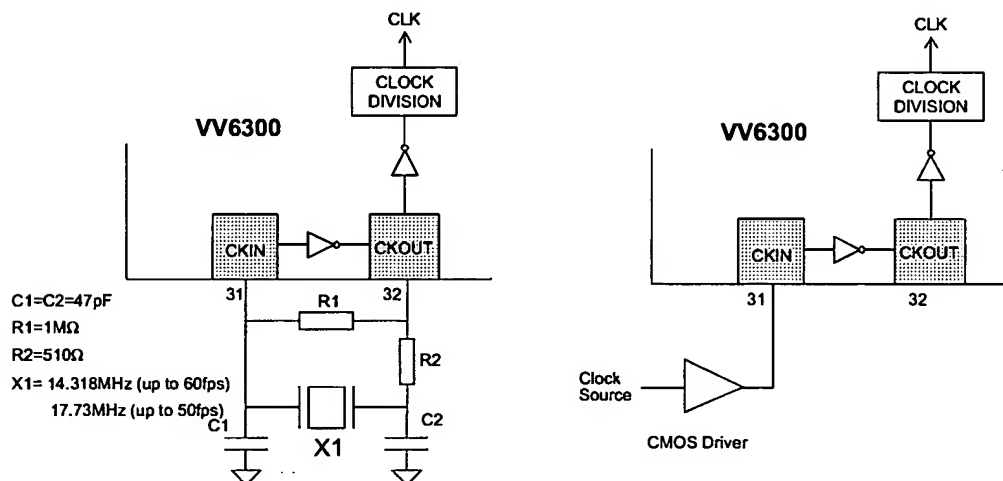 CLK
CLOCK
DIVISION
VV6300
CKIN
CKOUT
31
32
C1=C2=47pF
R1=1MΩ
R2=510Ω
X1= 14.318MHz (up to 60fps)
17.73MHz (up to 50fps)
R1
R2
C1
C2
X1
CLK
CLOCK
DIVISION
VV6300
CKIN
CKOUT
31
32
Clock
Source
CMOS Driver